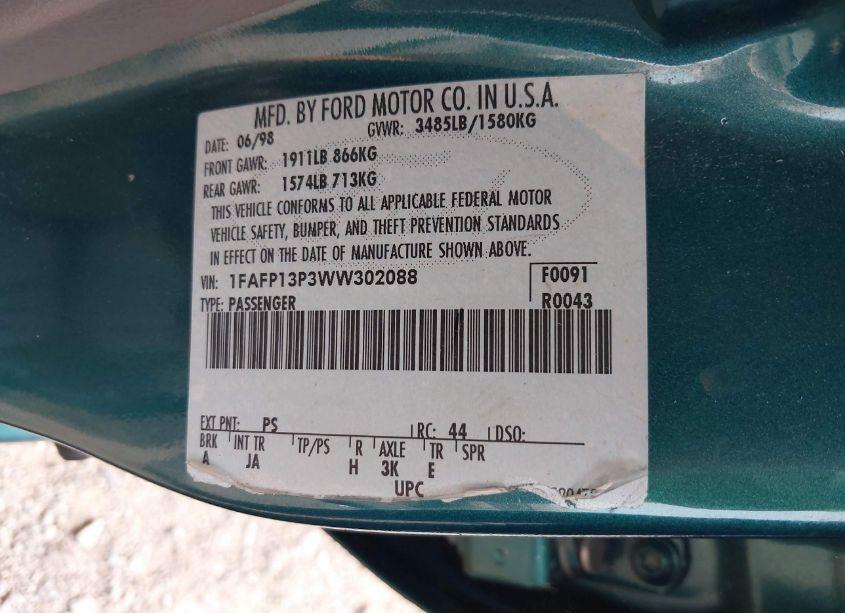 MFD. BY FORD MOTOR CO. IN U.S.A.
DATE: 06/98 GVWR: 3485LB/1580KG
FRONT GAWR: 1911LB 866KG
REAR GAWR: 1574LB 713KG
THIS VEHICLE CONFORMS TO ALL APPLICABLE FEDERAL MOTOR
VEHICLE SAFETY, BUMPER, AND THEFT PREVENTION STANDARDS
IN EFFECT ON THE DATE OF MANUFACTURE SHOWN ABOVE.
VIN: 1FAFP13P3WW302088 F0091
TYPE: PASSENGER R0043
EXT PNT: PS RC: 44 DSO:
BRK INT TR TP/PS R AXLE TR SPR
A JA H 3K E
UPC